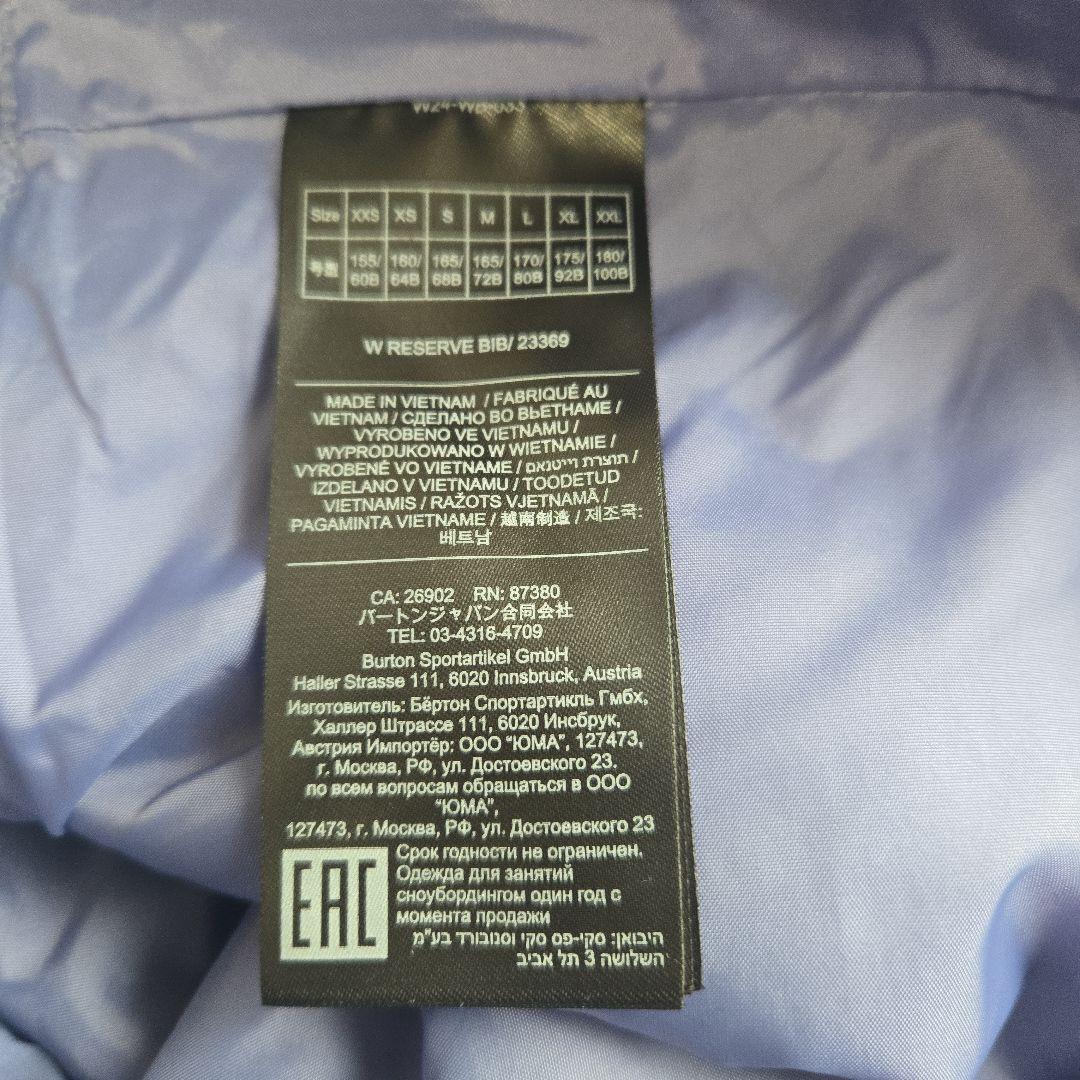 Size XXS XS S M L XL XXL
号型 155/60B 160/64B 165/68B 165/72B 170/80B 175/92B 180/100B
W RESERVE BIB/ 23369
MADE IN VIETNAM / FABRIQUÉ AU
VIETNAM / СДЕЛАНО ВО ВЬЕТНАМЕ /
VYROBENO VE VIETNAMU /
WYPRODUKOWANO W WIETNAMIE /
VYROBENÉ VO VIETNAME / תוצרת וייטנאם /
IZDELANO V VIETNAMU / TOODETUD
VIETNAMIS / RAŽOTS VJETNAMĀ /
PAGAMINTA VIETNAME / 越南制造 / 제조국:
베트남
CA: 26902 RN: 87380
バートンジャパン合同会社
TEL: 03-4316-4709
Burton Sportartikel GmbH
Haller Strasse 111, 6020 Innsbruck, Austria
Изготовитель: Бёртон Спортартикль Гмбх,
Халлер Штрассе 111, 6020 Инсбрук,
Австрия Импортёр: ООО “ЮМА”, 127473,
г. Москва, РФ, ул. Достоевского 23.
по всем вопросам обращаться в ООО
“ЮМА”,
127473, г. Москва, РФ, ул. Достоевского 23
EAC
Срок годности не ограничен.
Одежда для занятий
сноубордингом один год с
момента продажи
היבואן: סקי-פס סקי וסנובורד בע"מ
השלושה 3 תל אביב